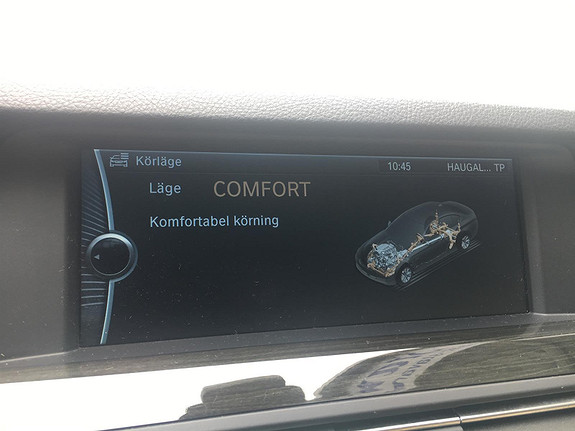 Körläge
10:45
HAUGAL... TP
Läge COMFORT
Komfortabel körning